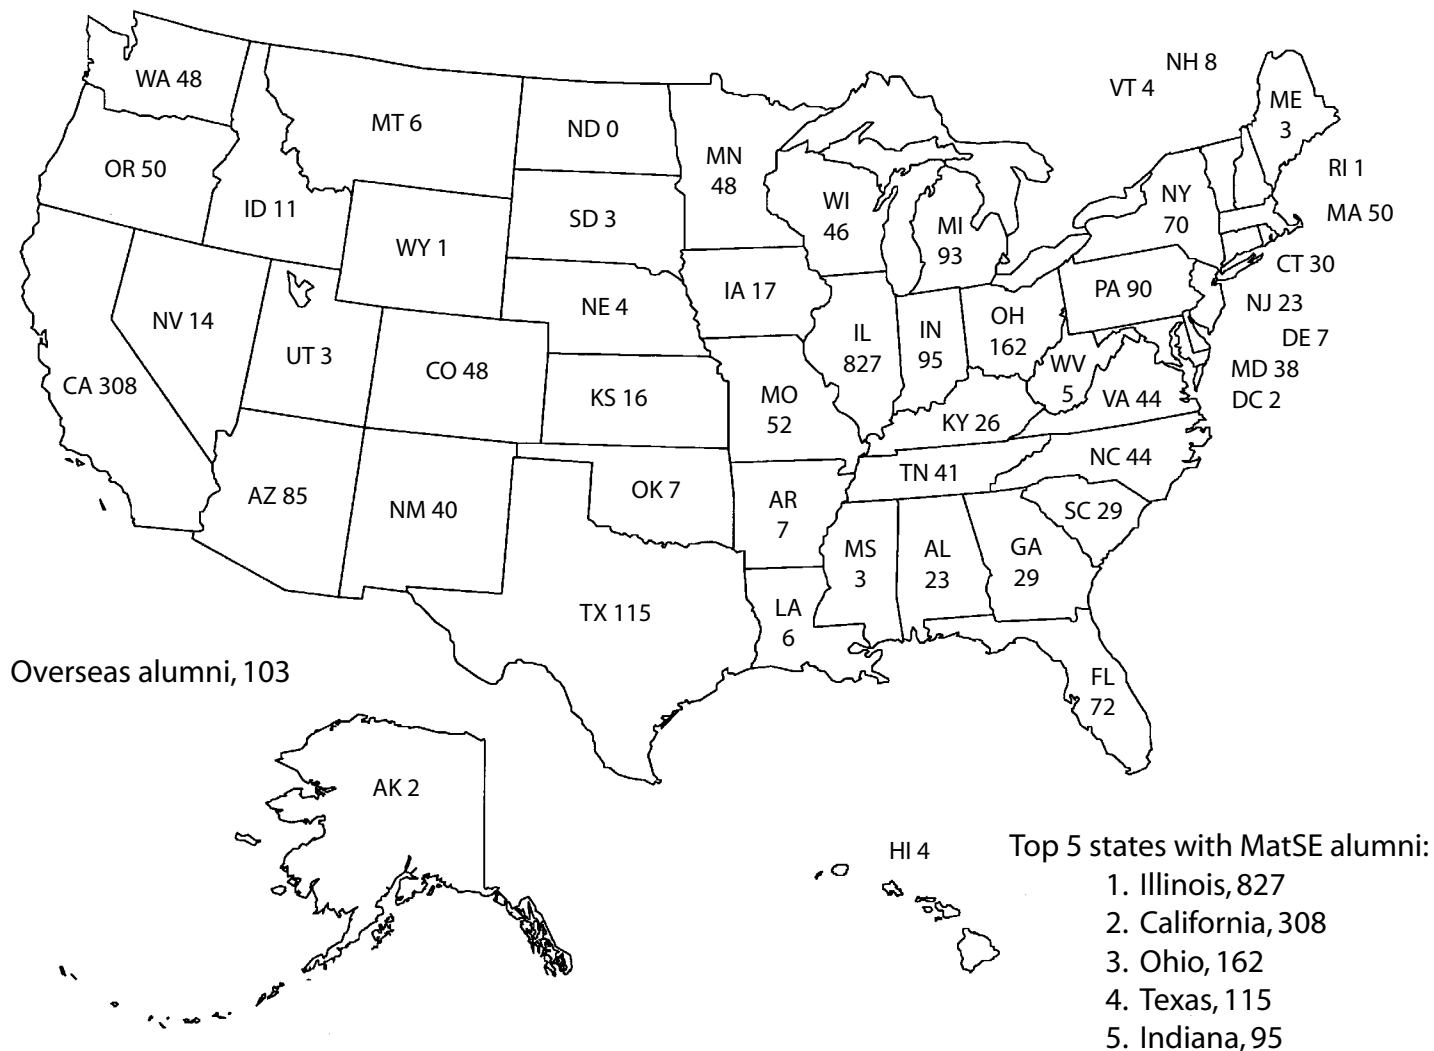 NH 8
VT 4
WA 48
ME
3
MT 6
ND 0
MN
48
OR 50
RI 1
ID 11
SD 3
WI
46
MI
93
NY
70
MA 50
WY 1
CT 30
IA 17
PA 90
NE 4
NJ 23
NV 14
UT 3
CO 48
IL
827
IN
95
OH
162
DE 7
CA 308
KS 16
MO
52
WV
5
MD 38
VA 44
DC 2
KY 26
NC 44
TN 41
AZ 85
NM 40
OK 7
AR
7
SC 29
MS
3
AL
23
GA
29
TX 115
LA
6
Overseas alumni, 103
FL
72
AK 2
HI 4
Top 5 states with MatSE alumni:
1. Illinois, 827
2. California, 308
3. Ohio, 162
4. Texas, 115
5. Indiana, 95